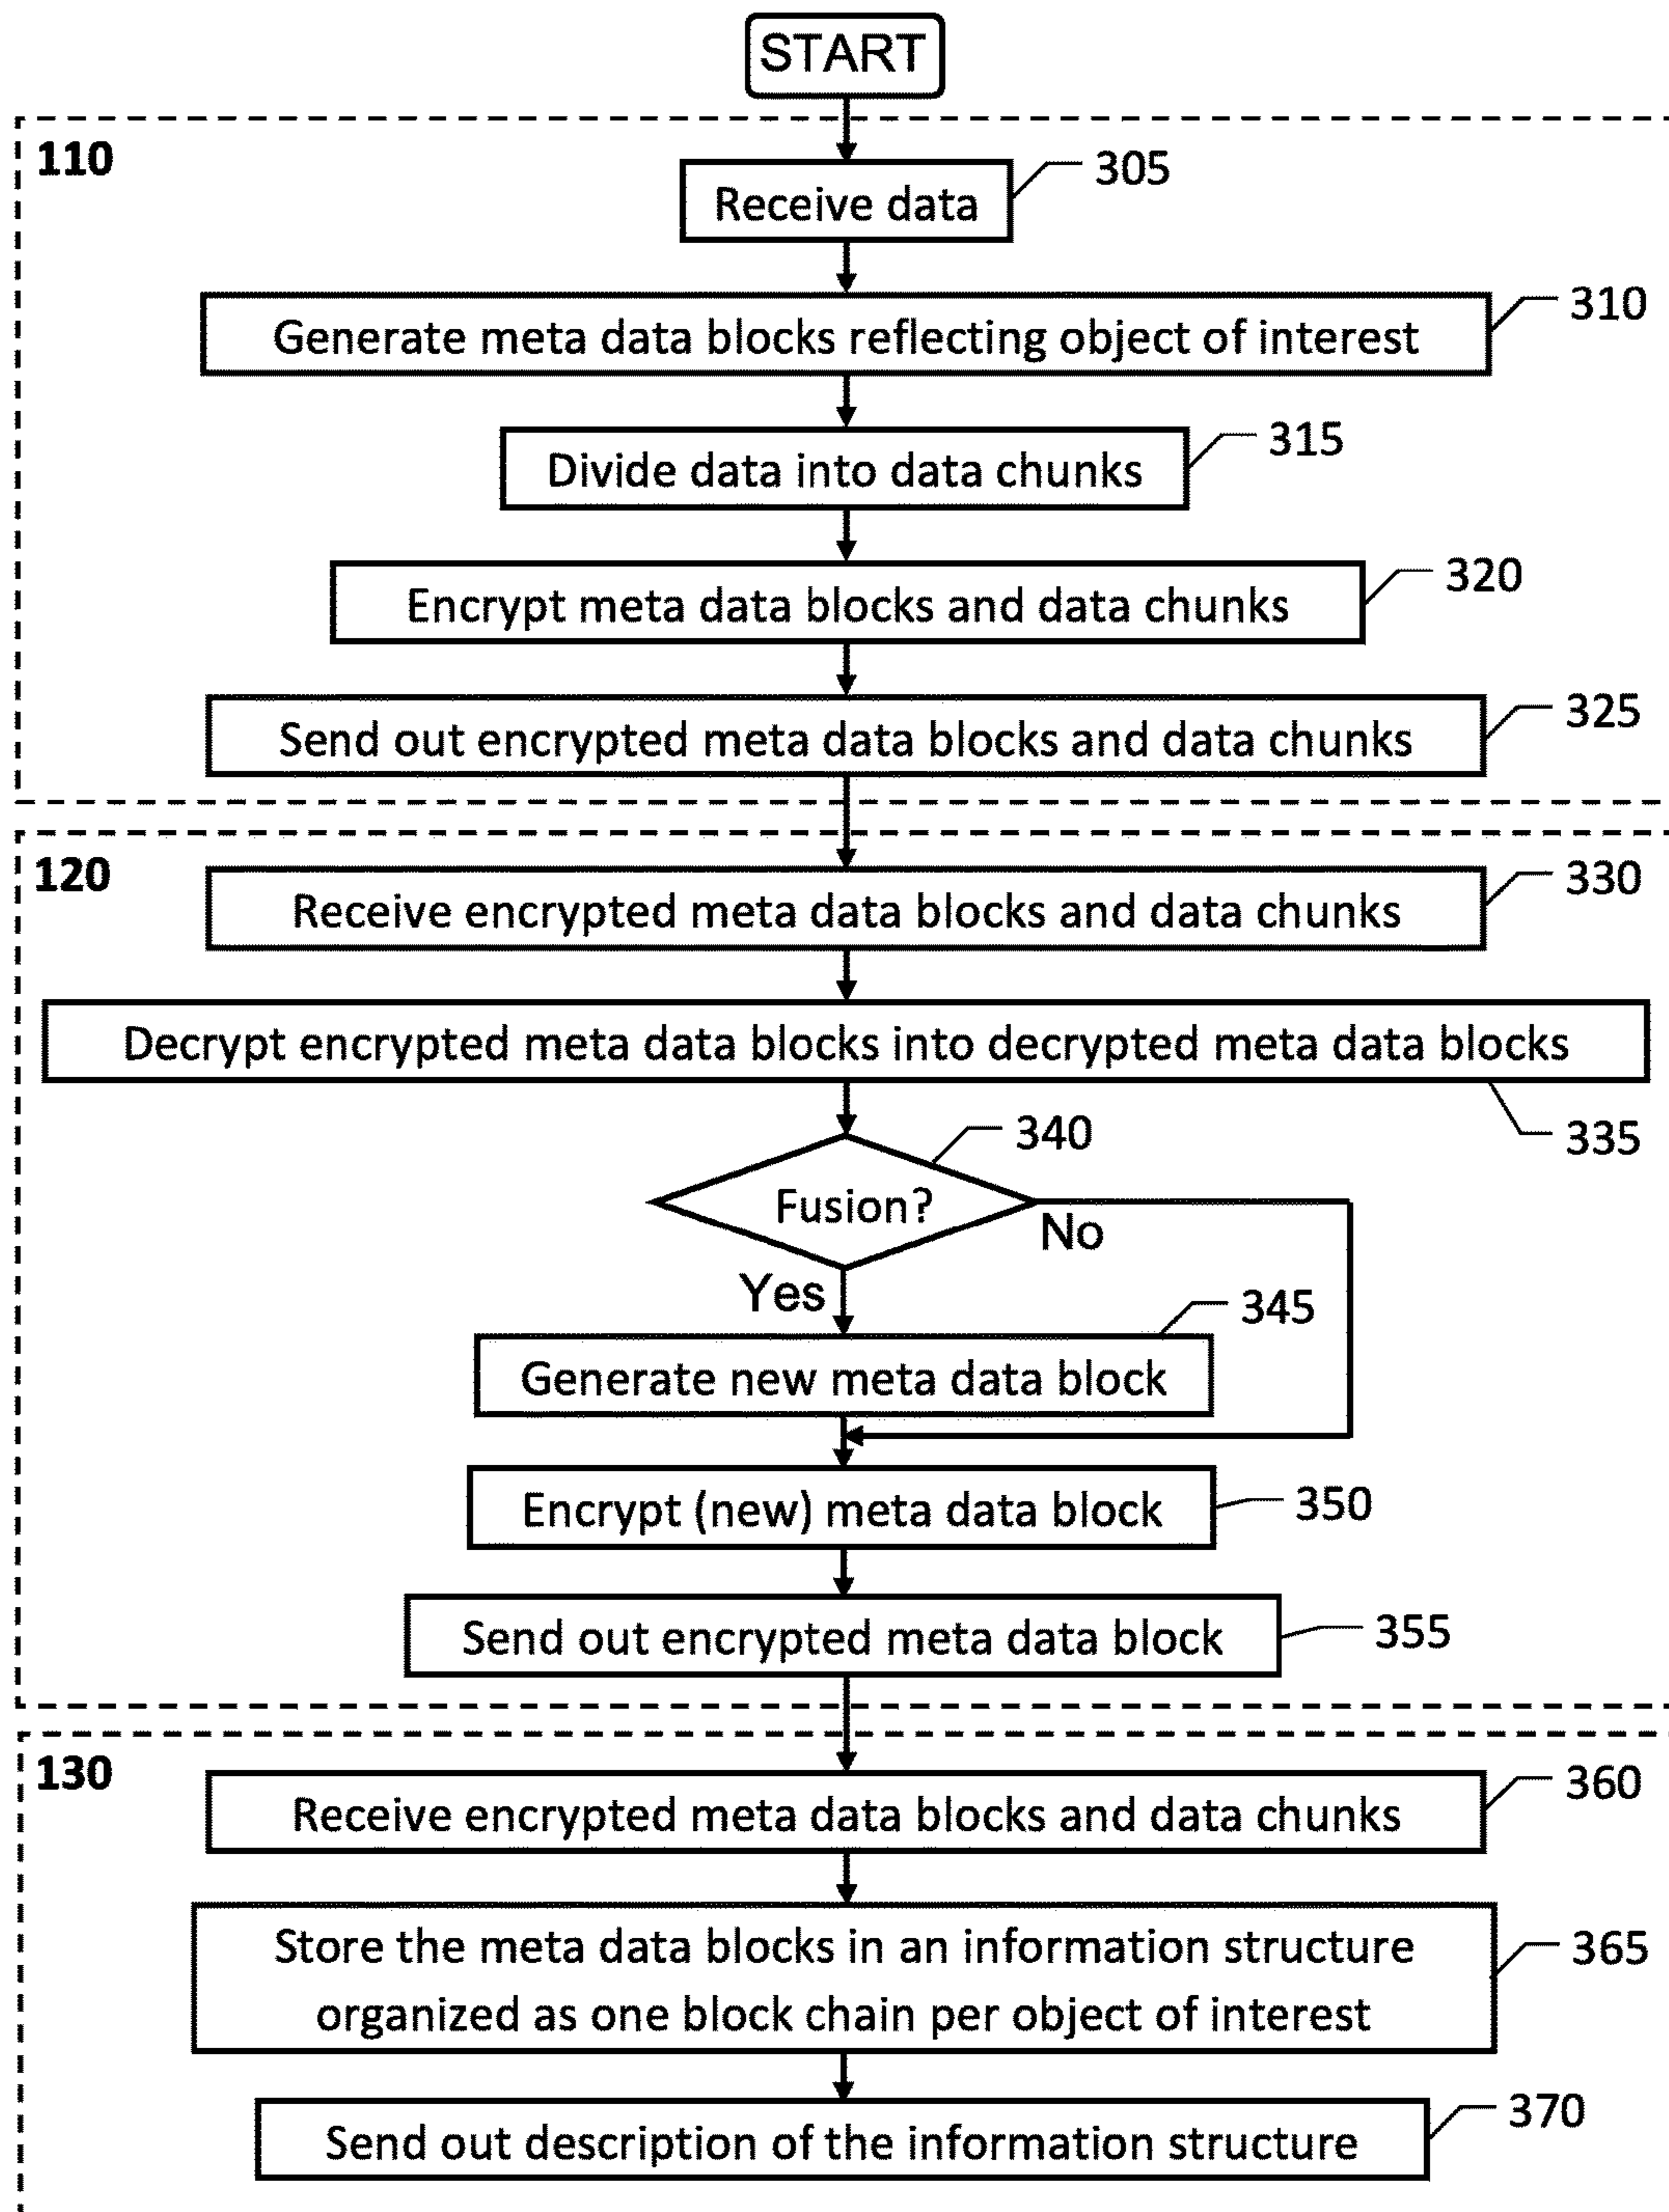 START
110
305
Receive data
310
Generate meta data blocks reflecting object of interest
315
Divide data into data chunks
320
Encrypt meta data blocks and data chunks
325
Send out encrypted meta data blocks and data chunks
120
330
Receive encrypted meta data blocks and data chunks
Decrypt encrypted meta data blocks into decrypted meta data blocks
335
340
Fusion?
No
Yes
345
Generate new meta data block
350
Encrypt (new) meta data block
355
Send out encrypted meta data block
130
360
Receive encrypted meta data blocks and data chunks
365
Store the meta data blocks in an information structure
organized as one block chain per object of interest
370
Send out description of the information structure